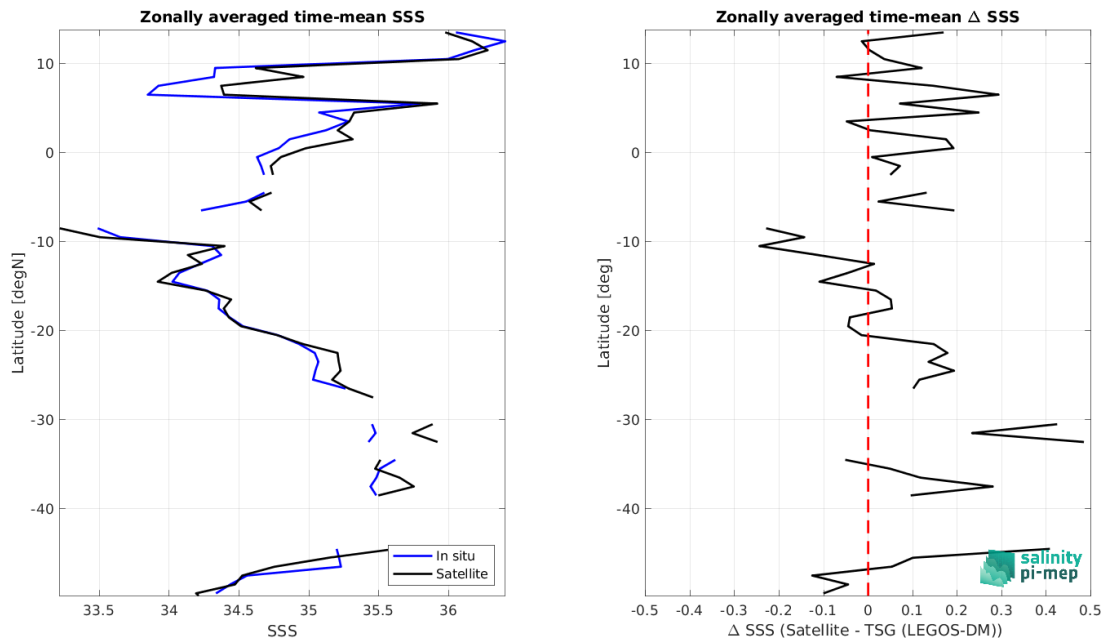 Zonally averaged time-mean SSS
10
0
-10
-20
-30
-40
Latitude [degN]
33.5 34 34.5 35 35.5 36
SSS
In situ
Satellite
Zonally averaged time-mean Δ SSS
10
0
-10
-20
-30
-40
Latitude [deg]
-0.5 -0.4 -0.3 -0.2 -0.1 0 0.1 0.2 0.3 0.4 0.5
Δ SSS (Satellite - TSG (LEGOS-DM))
salinity
pi-mep